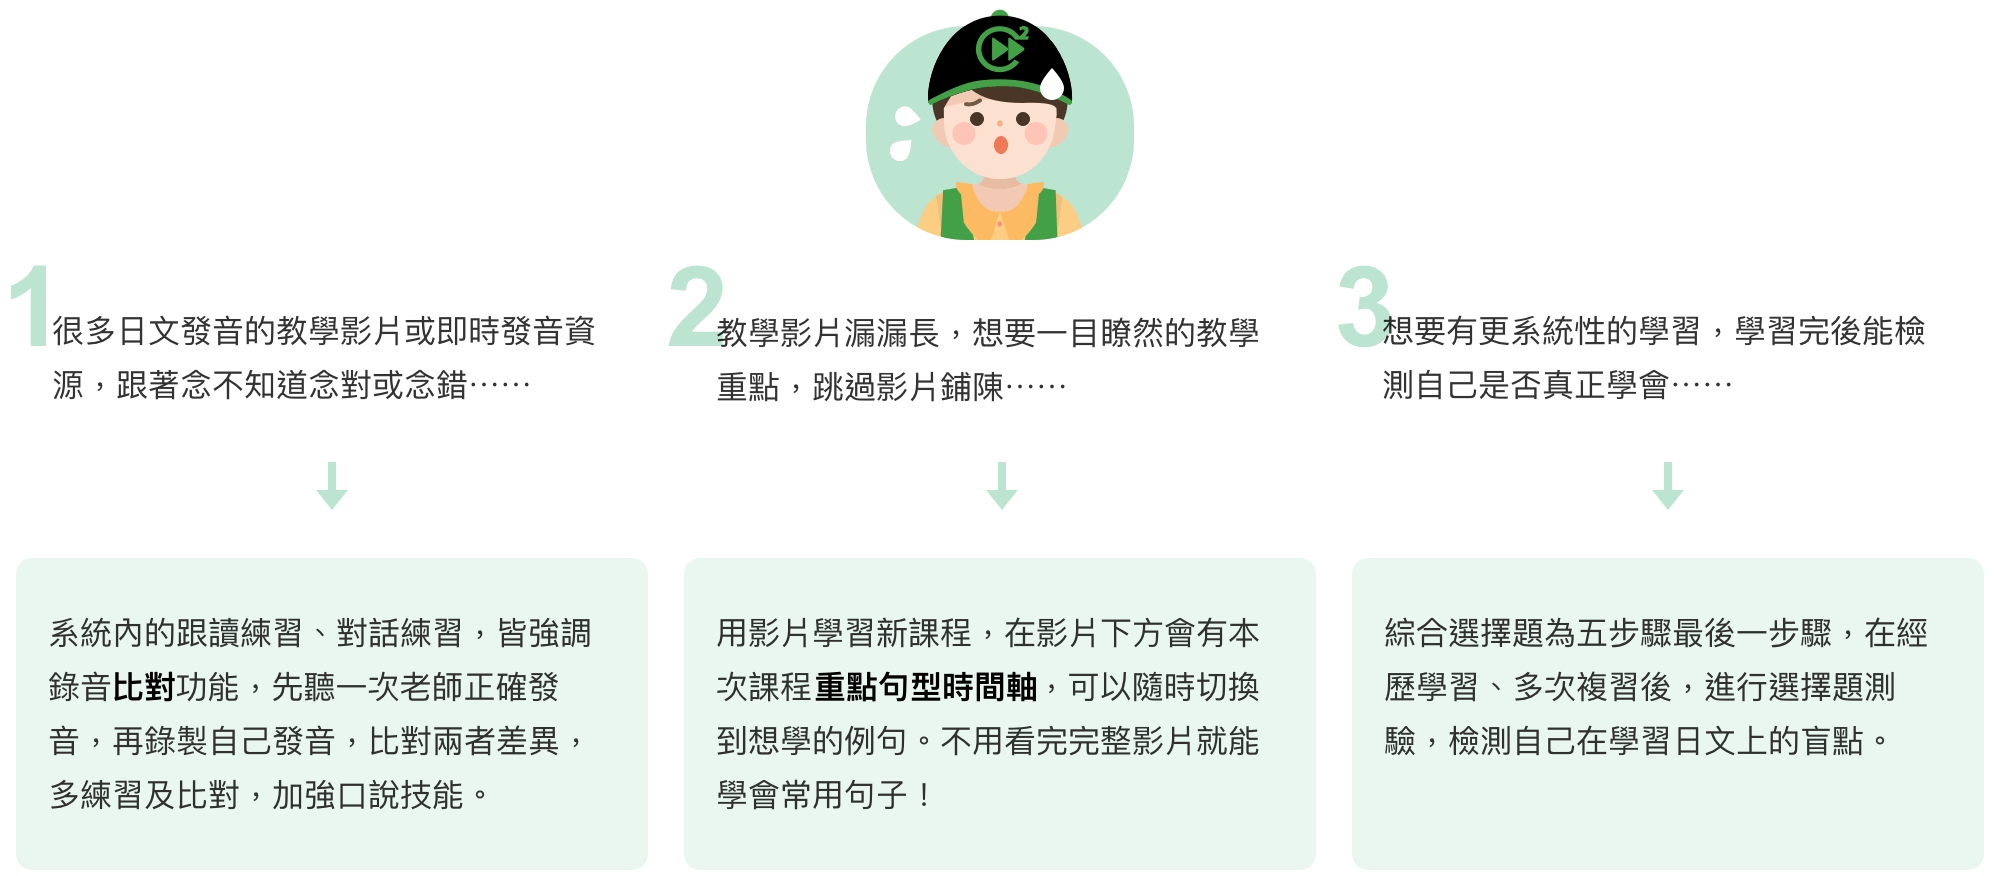 2
1
很多日文發音的教學影片或即時發音資
源，跟著念不知道念對或念錯⋯⋯
2
教學影片漏漏長，想要一目瞭然的教學
重點，跳過影片鋪陳⋯⋯
3
想要有更系統性的學習，學習完後能檢
測自己是否真正學會⋯⋯
系統內的跟讀練習、對話練習，皆強調
錄音比對功能，先聽一次老師正確發
音，再錄製自己發音，比對兩者差異，
多練習及比對，加強口說技能。
用影片學習新課程，在影片下方會有本
次課程重點句型時間軸，可以隨時切換
到想學的例句。不用看完完整影片就能
學會常用句子！
綜合選擇題為五步驟最後一步驟，在經
歷學習、多次複習後，進行選擇題測
驗，檢測自己在學習日文上的盲點。